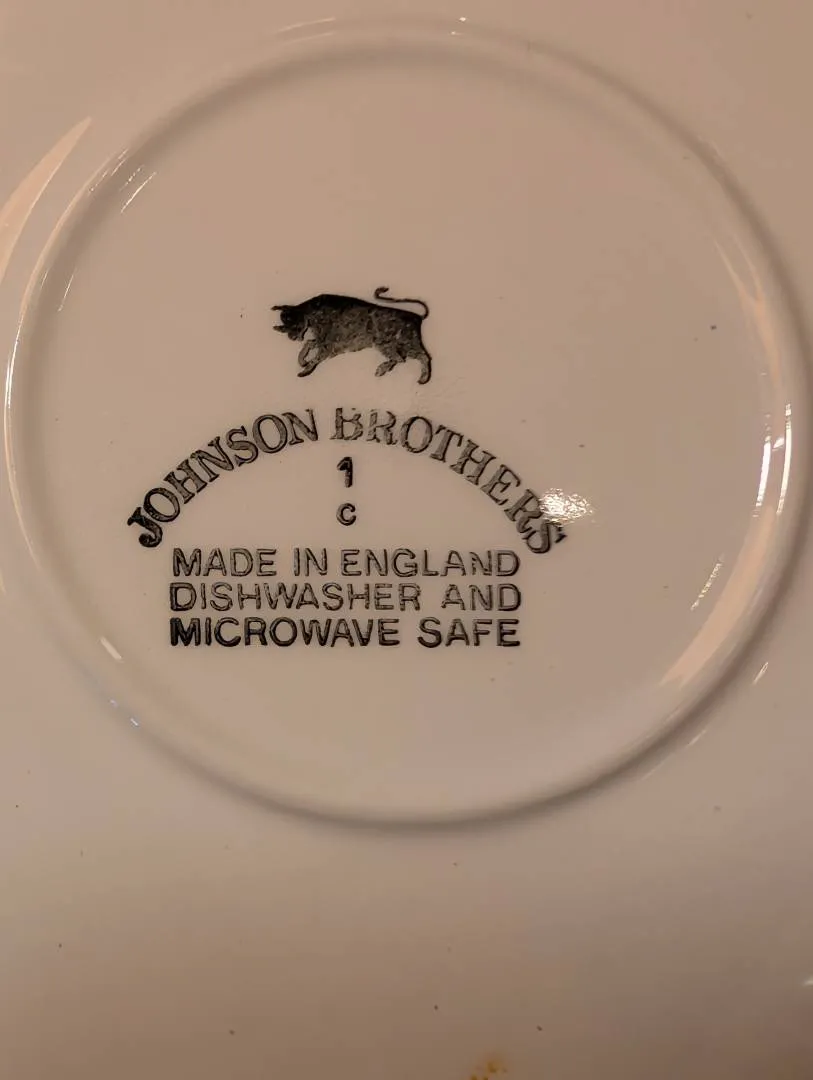 JOHNSON BROTHERS
1
C
MADE IN ENGLAND
DISHWASHER AND
MICROWAVE SAFE